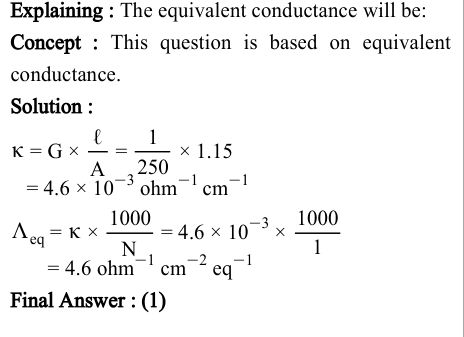 Explaining : The equivalent conductance will be:
Concept : This question is based on equivalent
conductance.
Solution :
κ = G × ℓ/A = 1/250 × 1.15
= 4.6 × 10⁻³ ohm⁻¹ cm⁻¹
Λeq = κ × 1000/N = 4.6 × 10⁻³ × 1000/1
= 4.6 ohm⁻¹ cm⁻² eq⁻¹
Final Answer : (1)